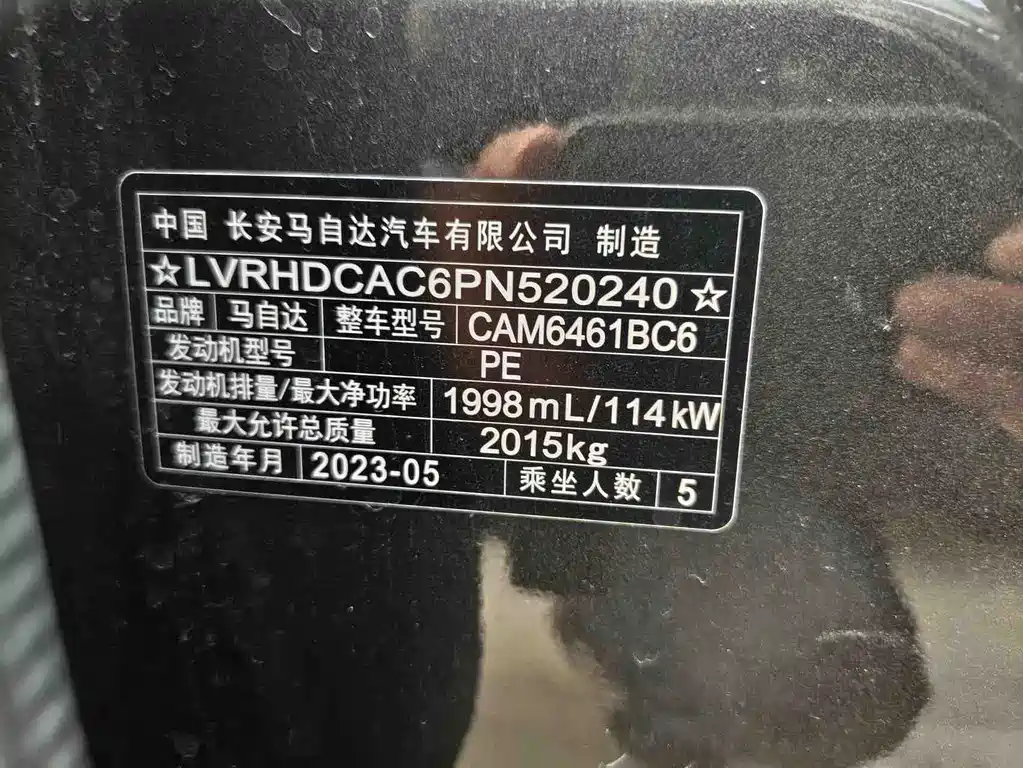 中国 长安马自达汽车有限公司 制造
☆LVRHDCAC6PN520240☆
品牌 马自达 整车型号 CAM6461BC6
发动机型号 PE
发动机排量/最大净功率 1998mL/114kW
最大允许总质量 2015kg
制造年月 2023-05 乘坐人数 5